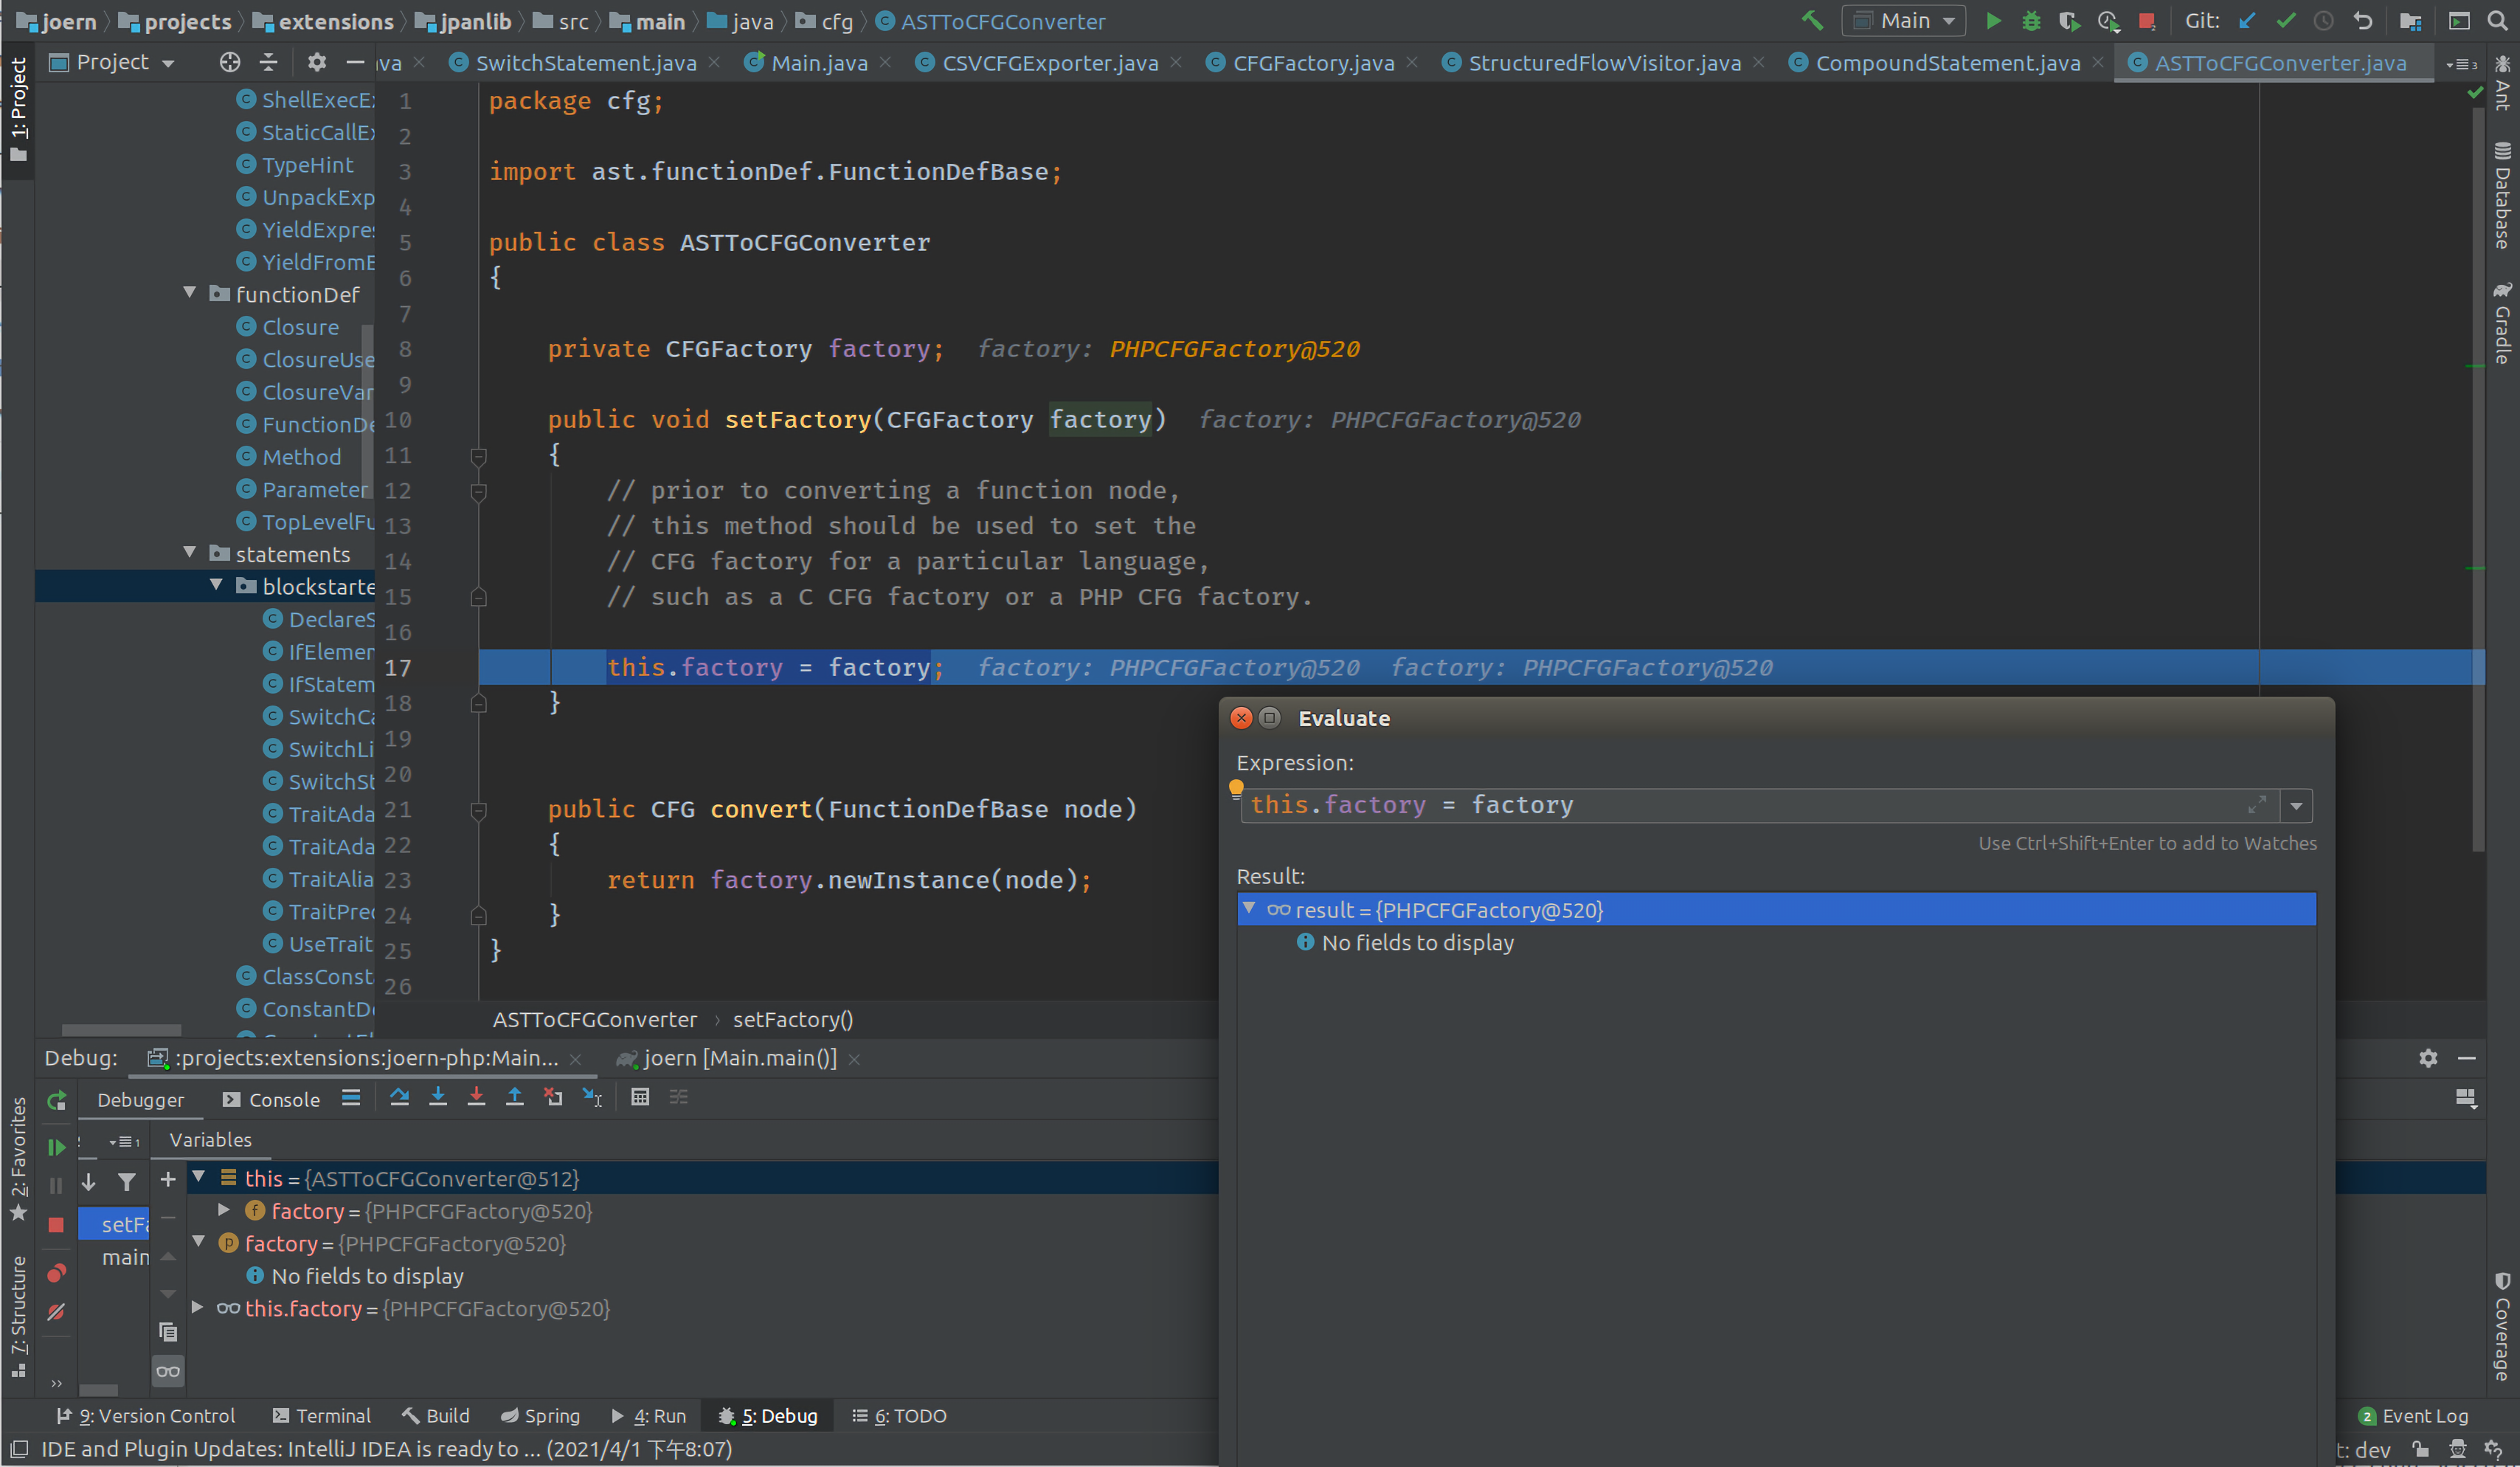 joern projects extensions jpanlib src main java cfg ASTToCFGConverter Main Git:
Project
va SwitchStatement.java Main.java CSVCFGExporter.java CFGFactory.java StructuredFlowVisitor.java CompoundStatement.java ASTToCFGConverter.java 3
1: Project
2: Favorites
7: Structure
Ant
Database
Gradle
Coverage
ShellExecEx
StaticCallEx
TypeHint
UnpackExp
YieldExpres
YieldFromE
functionDef
Closure
ClosureUse
ClosureVar
FunctionDe
Method
Parameter
TopLevelFu
statements
blockstarte
DeclareS
IfElemen
IfStatem
SwitchCa
SwitchLi
SwitchSt
TraitAda
TraitAda
TraitAlia
TraitPrec
UseTrait
ClassConst
ConstantDe
1 package cfg;
2
3 import ast.functionDef.FunctionDefBase;
4
5 public class ASTToCFGConverter
6 {
7
8 private CFGFactory factory; factory: PHPCFGFactory@520
9
10 public void setFactory(CFGFactory factory) factory: PHPCFGFactory@520
11 {
12 // prior to converting a function node,
13 // this method should be used to set the
14 // CFG factory for a particular language,
15 // such as a C CFG factory or a PHP CFG factory.
16
17 this.factory = factory; factory: PHPCFGFactory@520 factory: PHPCFGFactory@520
18 }
19
20
21 public CFG convert(FunctionDefBase node)
22 {
23 return factory.newInstance(node);
24 }
25 }
26
ASTToCFGConverter › setFactory()
Evaluate
Expression:
this.factory = factory
Use Ctrl+Shift+Enter to add to Watches
Result:
result = {PHPCFGFactory@520}
No fields to display
Debug: :projects:extensions:joern-php:Main... joern [Main.main()]
Debugger Console
1 Variables
setFa
main
this = {ASTToCFGConverter@512}
factory = {PHPCFGFactory@520}
factory = {PHPCFGFactory@520}
No fields to display
this.factory = {PHPCFGFactory@520}
9: Version Control Terminal Build Spring 4: Run 5: Debug 6: TODO 2 Event Log
IDE and Plugin Updates: IntelliJ IDEA is ready to ... (2021/4/1 下午8:07) t: dev